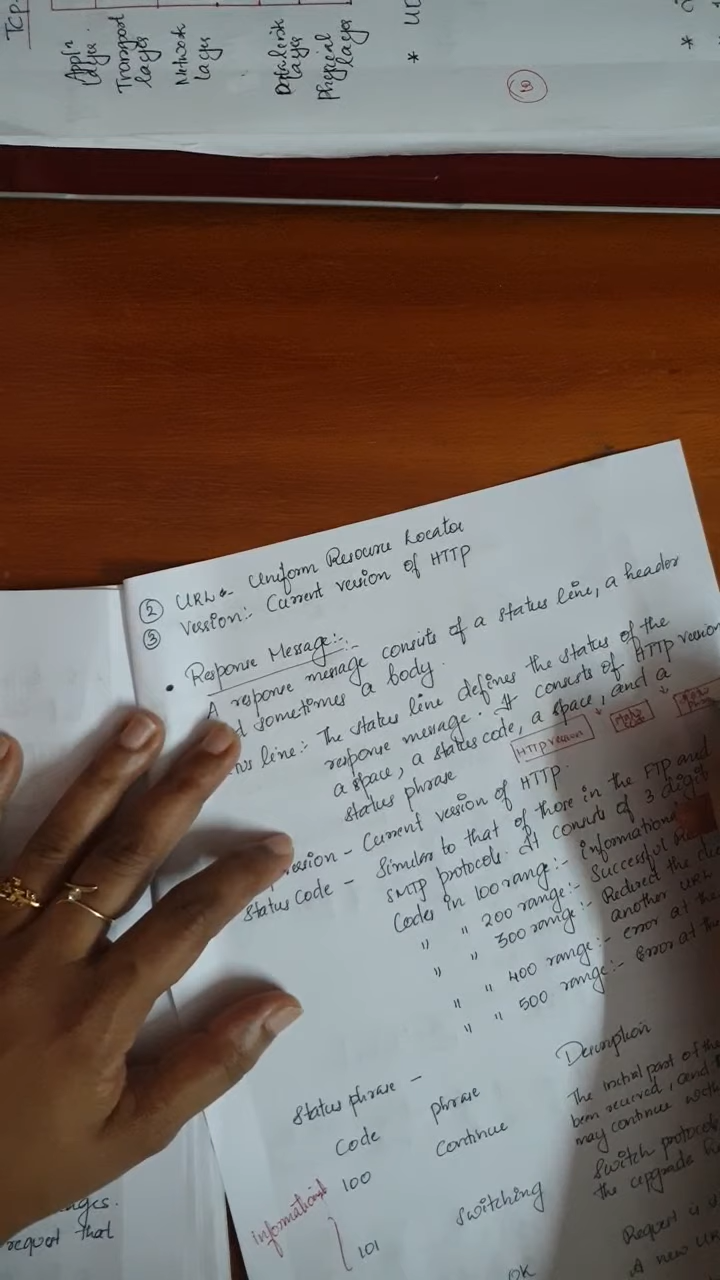 TCP
Appln layer
Transport layer
Network layer
Datalink layer
Physical layer
*
*
10
② URL :- Uniform Resource Locator
③ Version:- Current version of HTTP
• Response Message:-
A response message consists of a status line, a header
sometimes a body.
line:- The status line defines the status of the
response message. It consists of HTTP version
a space, a status code, a space, and a
status phrase
HTTP version
- Current version of HTTP.
Status Code - Similar to that of those in the FTP and
SMTP protocols. It consists of 3 digit
Codes in 100 range:- Informational
" " 200 range:- Successful
" " 300 range:- Redirect the
another URL
" " 400 range:- error at the
" " 500 range:- Error at the
Status phrase -
Code phrase Description
Informational 100 Continue The initial part of the
been received, and
may continue with
101 Switching Switch protocol
the upgrade
OK Request is
A new UR
request that